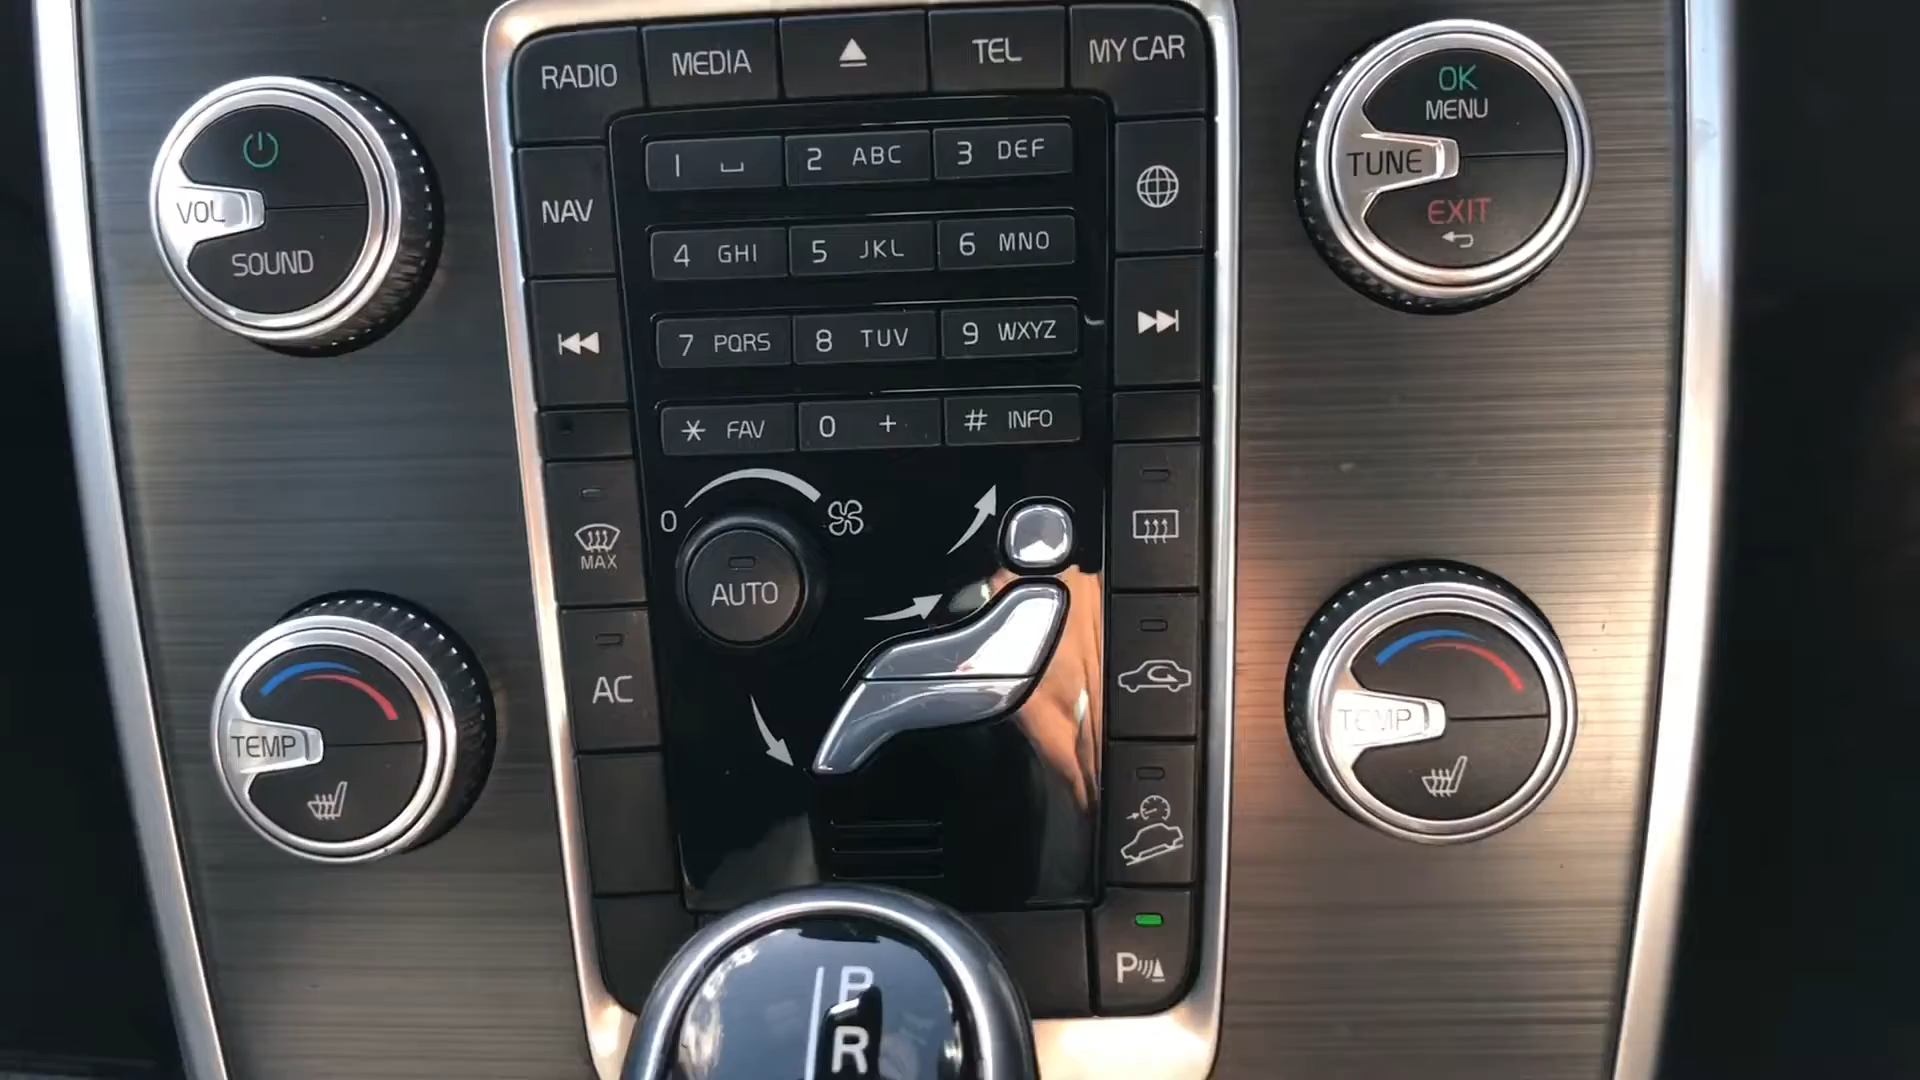 RADIO
MEDIA
TEL
MY CAR
VOL
SOUND
OK
MENU
TUNE
EXIT
NAV
1 ⎵
2 ABC
3 DEF
4 GHI
5 JKL
6 MNO
7 PQRS
8 TUV
9 WXYZ
* FAV
0 +
# INFO
MAX
0
AUTO
AC
TEMP
TEMP
P
P
R